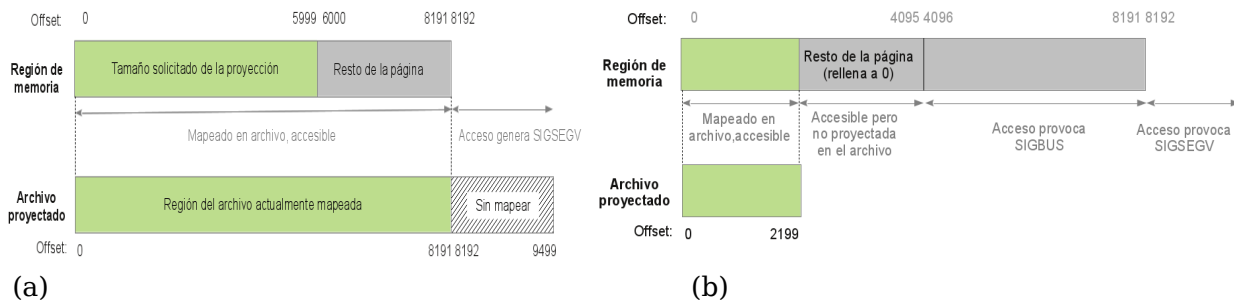 Offset: 0 5999 6000 8191 8192
Región de memoria
Tamaño solicitado de la proyección
Resto de la página
Mapeado en archivo, accesible
Acceso genera SIGSEGV
Archivo proyectado
Región del archivo actualmente mapeada
Sin mapear
Offset: 0 8191 8192 9499
(a)
Offset: 0 4095 4096 8191 8192
Región de
memoria
Resto de la página
(rellena a 0)
Mapeado en
archivo,accesible
Accesible pero
no proyectada
en el archivo
Acceso provoca
SIGBUS
Acceso provoca
SIGSEGV
Archivo
proyectado
Offset: 0 2199
(b)